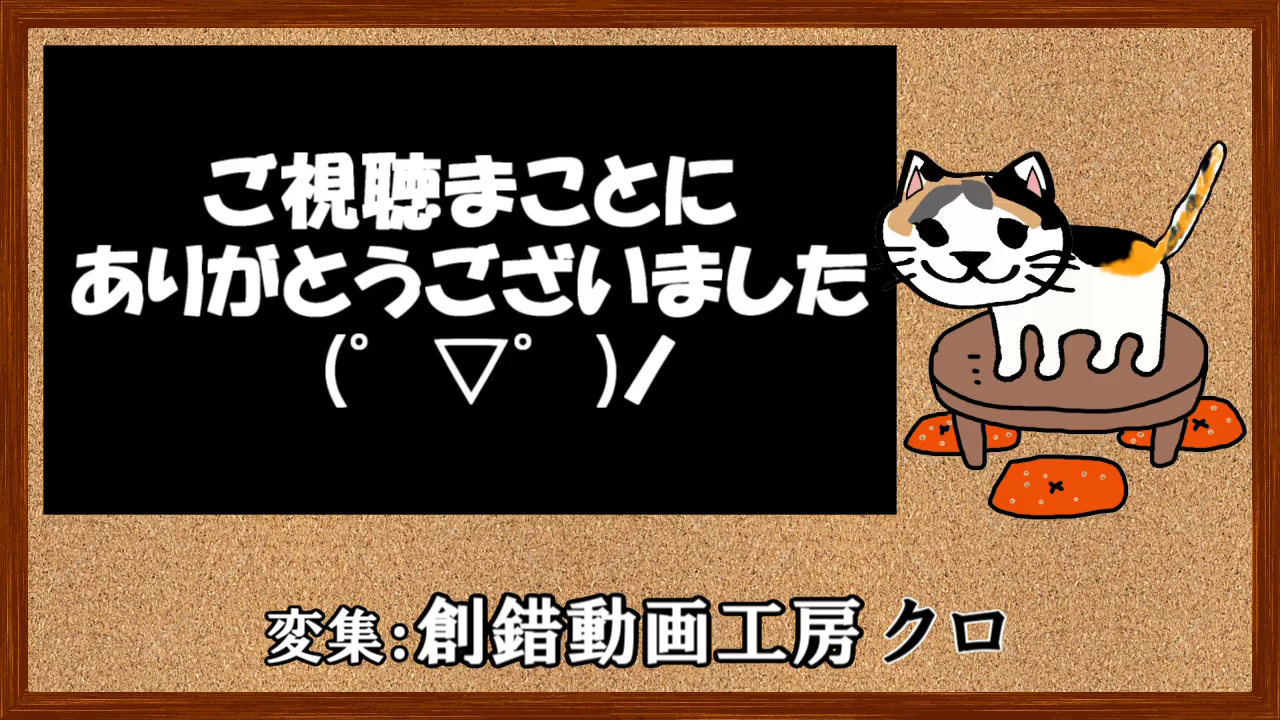 ご視聴まことに
ありがとうございました
(ﾟ　▽ﾟ　)/
変集:創錯動画工房 クロ